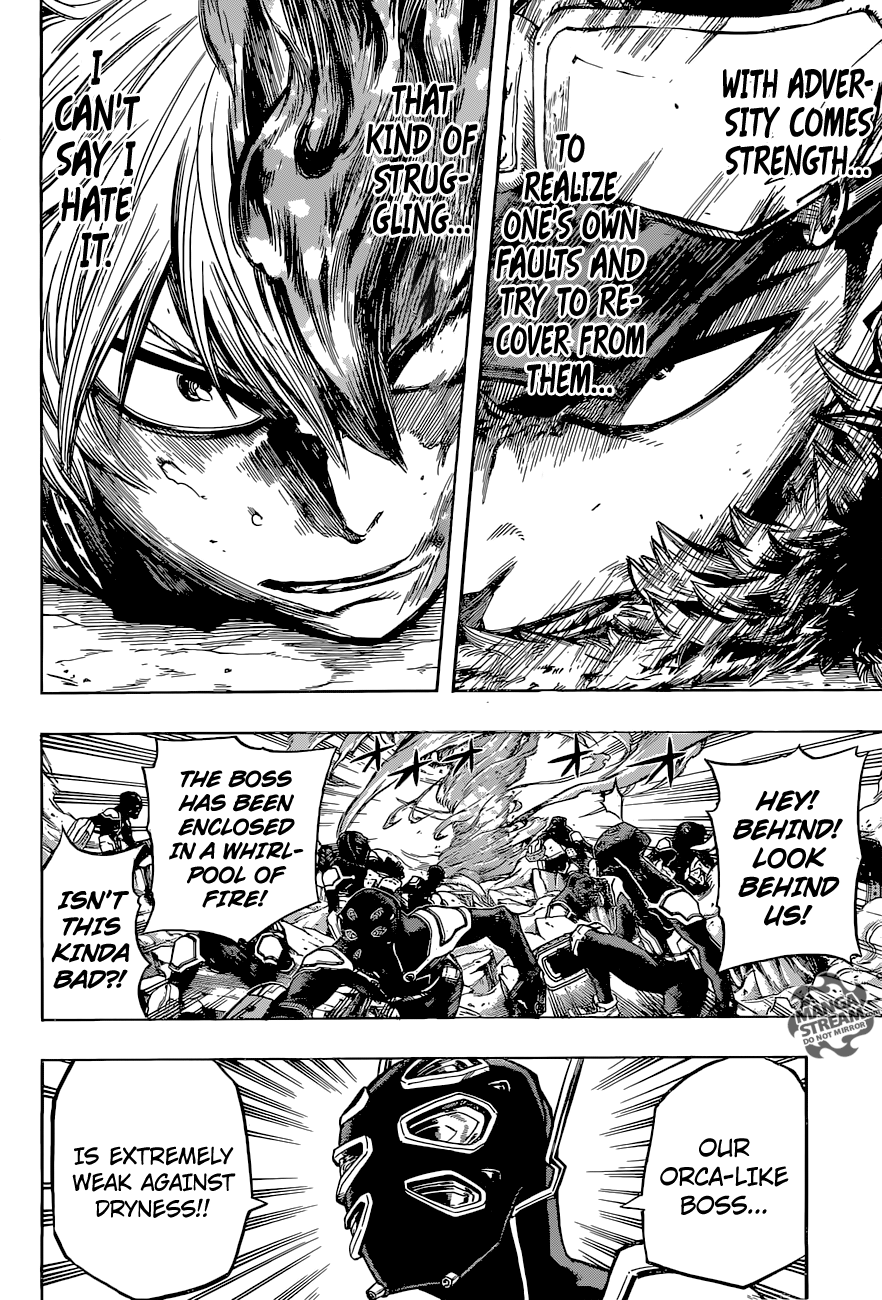 WITH ADVER-
SITY COMES
STRENGTH...
TO
REALIZE
ONE'S OWN
FAULTS AND
TRY TO RE-
COVER FROM
THEM...
THAT
KIND OF
STRUG-
GLING...
I
CAN'T
SAY I
HATE
IT.
HEY!
BEHIND!
LOOK
BEHIND
US!
THE BOSS
HAS BEEN
ENCLOSED
IN A WHIRL-
POOL OF
FIRE!
ISN'T
THIS
KINDA
BAD?!
MANGA
STREAM
DO NOT MIRROR
OUR
ORCA-LIKE
BOSS...
IS EXTREMELY
WEAK AGAINST
DRYNESS!!